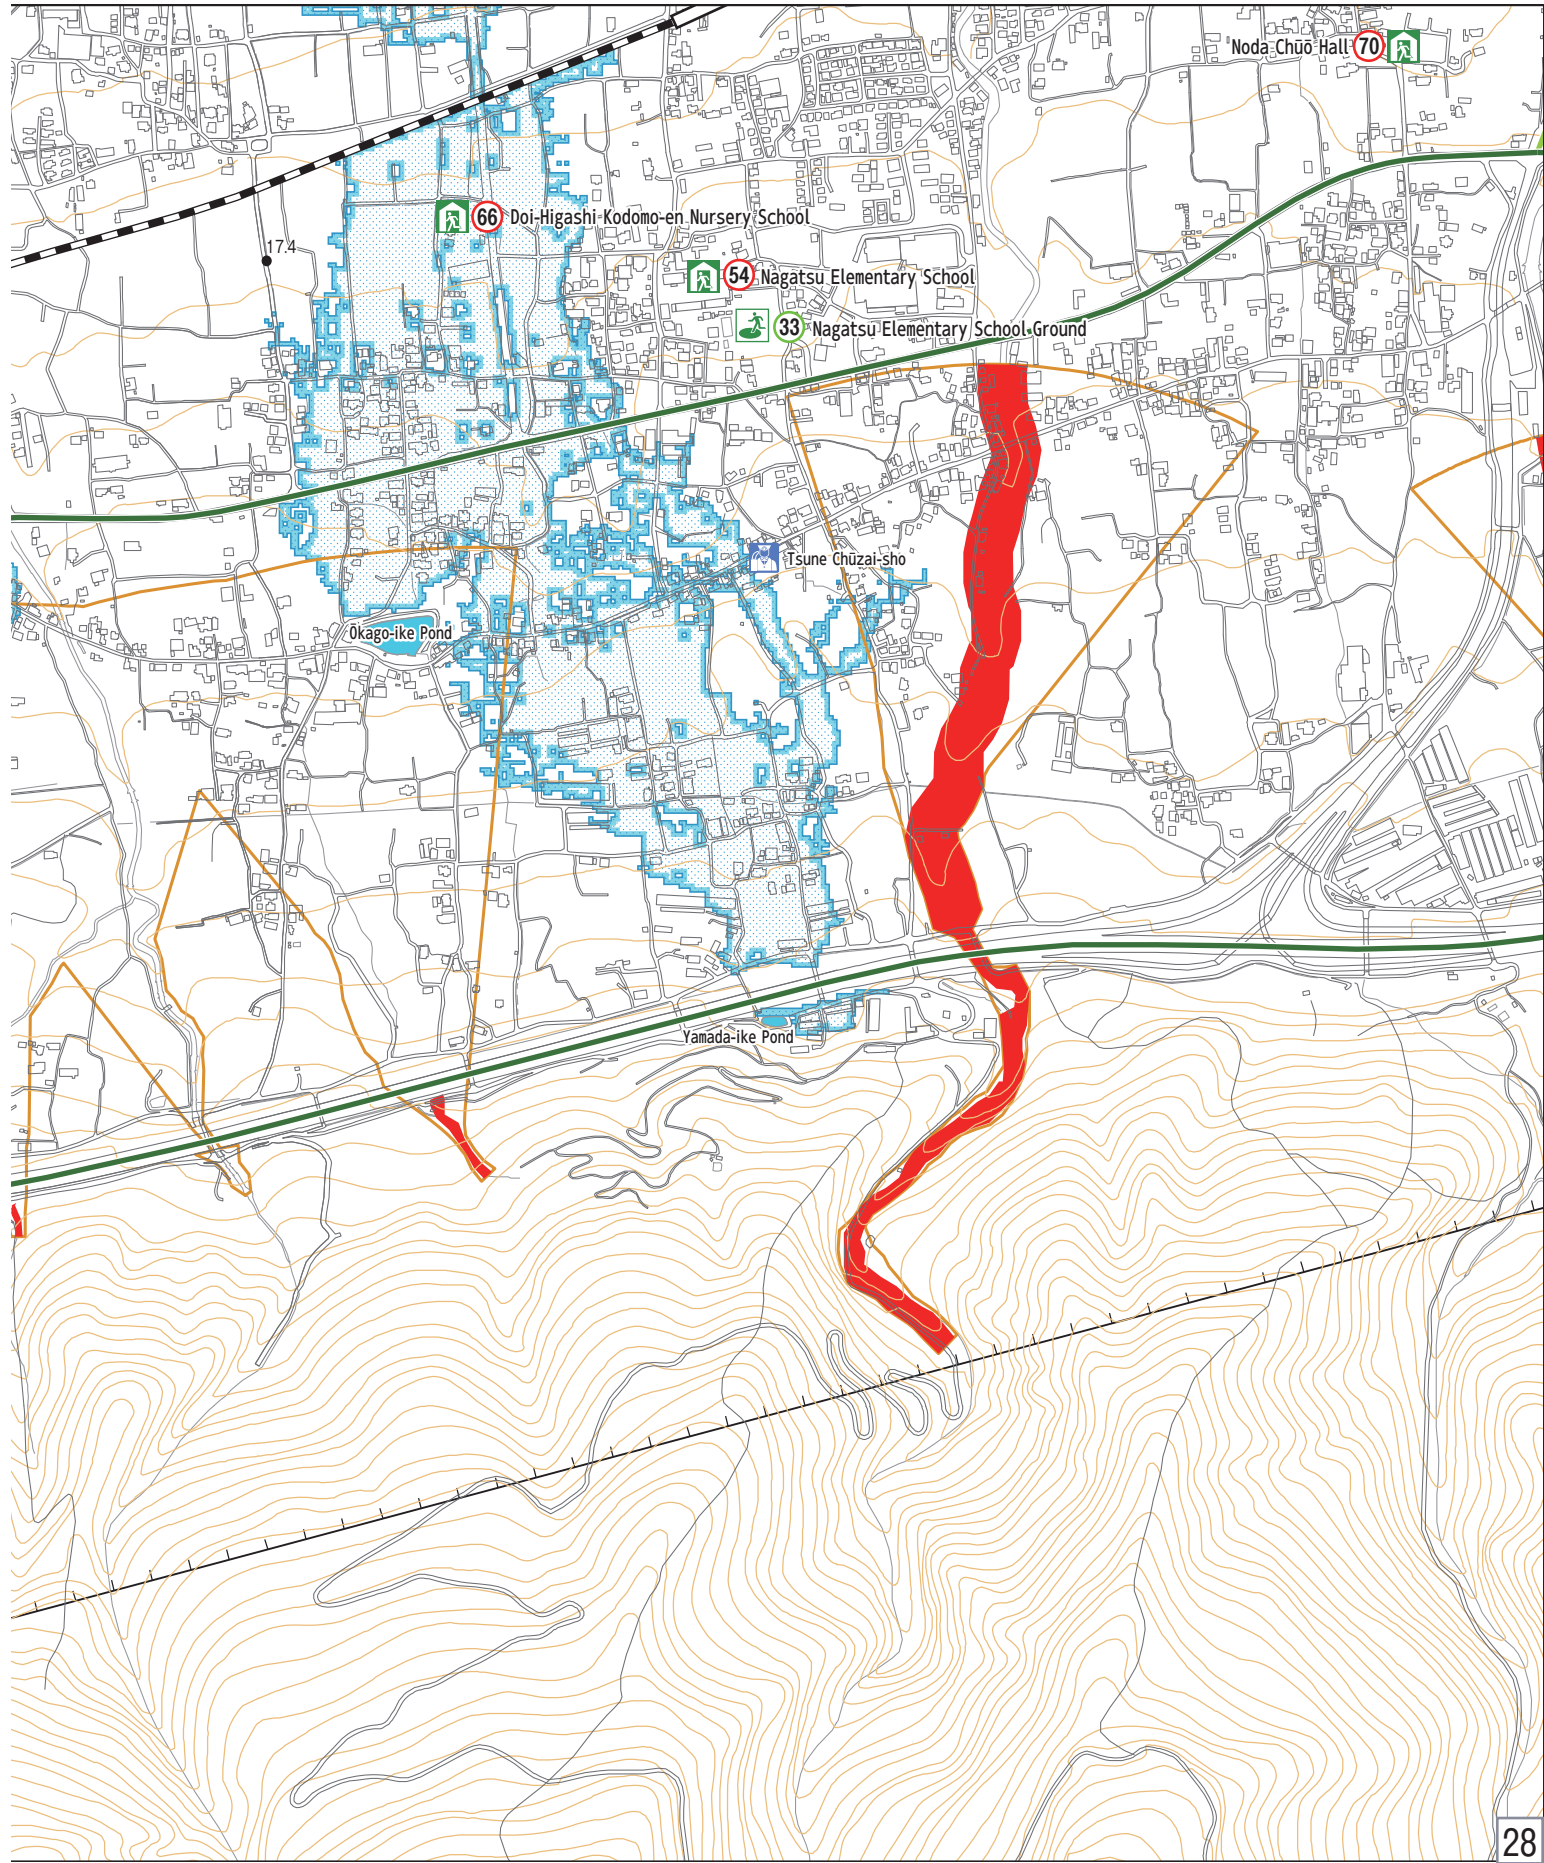 Noda Chūō Hall 70
66 Doi-Higashi Kodomo-en Nursery School
17.4
54 Nagatsu Elementary School
33 Nagatsu Elementary School Ground
Tsune Chūzai-sho
Ōkago-ike Pond
Yamada-ike Pond
28